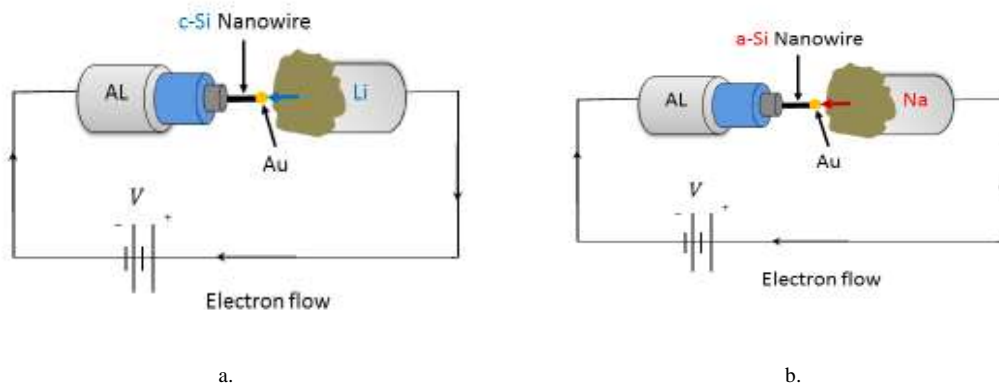 c-Si Nanowire
AL
Li
Au
V
- +
Electron flow
a.
a-Si Nanowire
AL
Na
Au
V
- +
Electron flow
b.